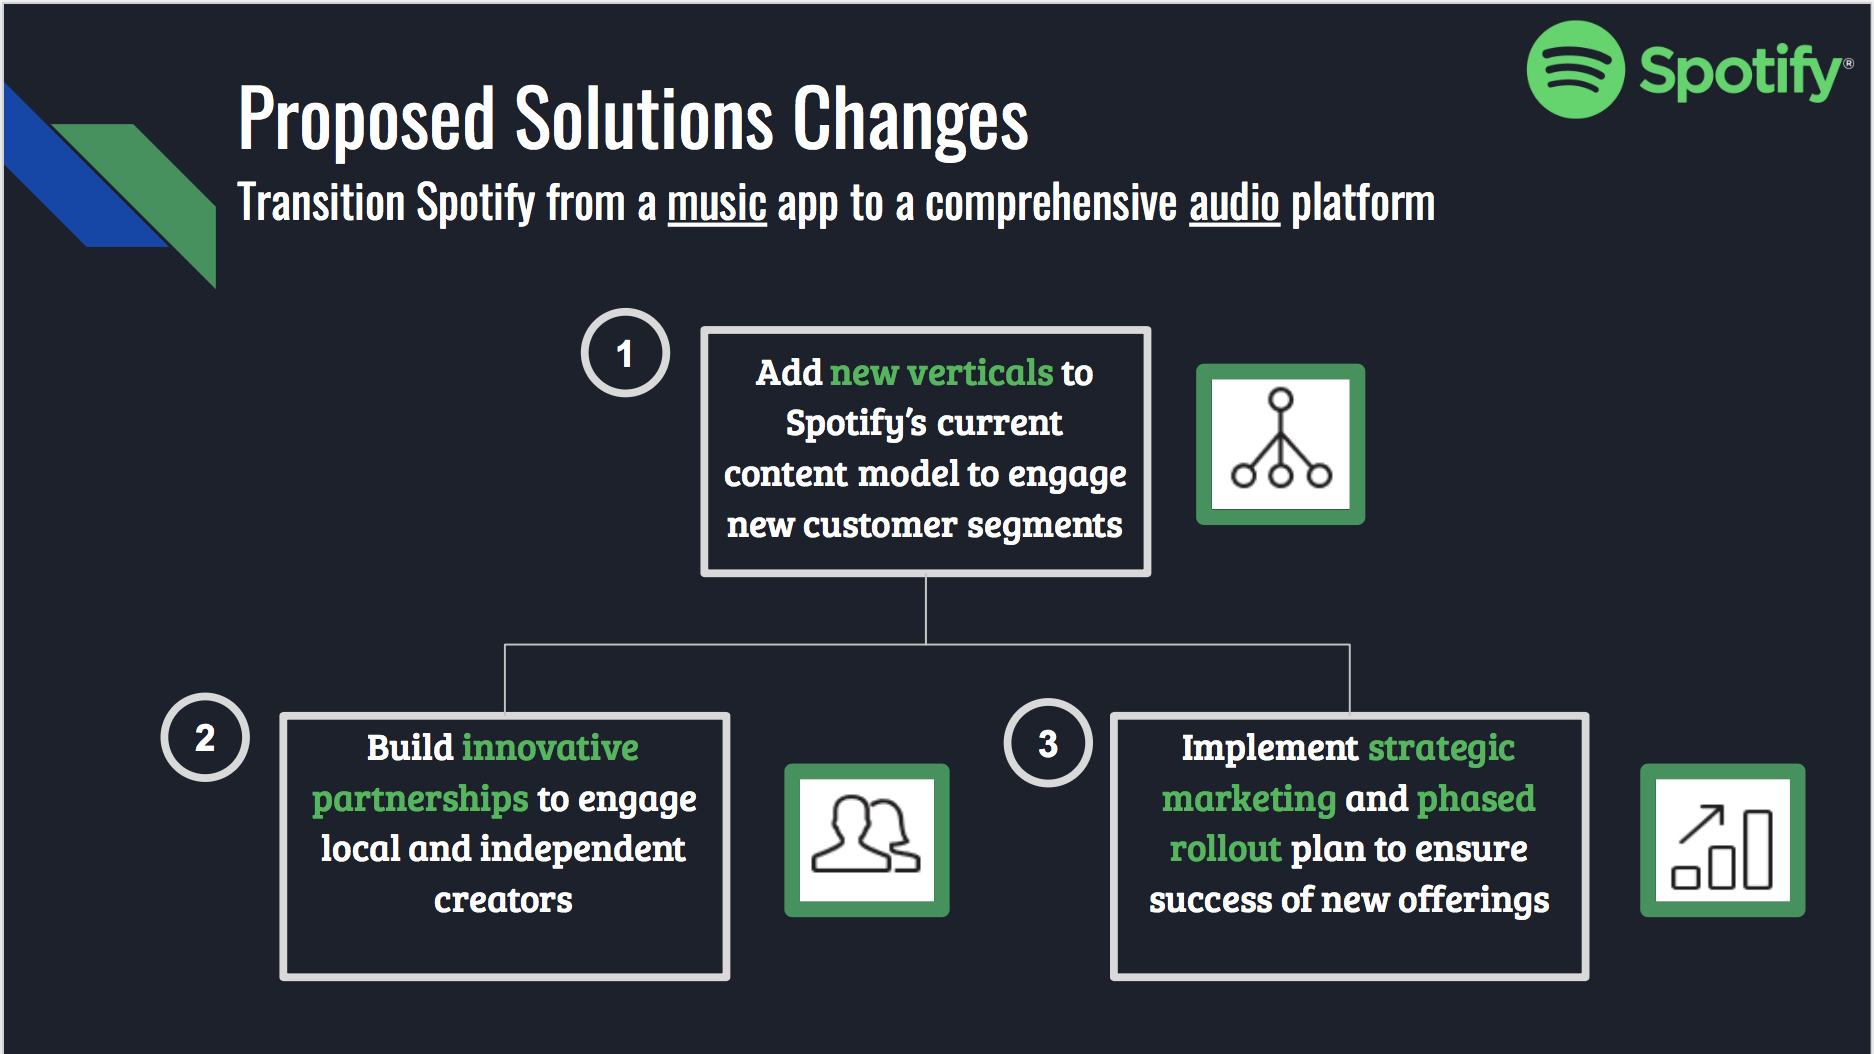 Spotify®
Proposed Solutions Changes
Transition Spotify from a music app to a comprehensive audio platform
1
Add new verticals to
Spotify’s current
content model to engage
new customer segments
2
Build innovative
partnerships to engage
local and independent
creators
3
Implement strategic
marketing and phased
rollout plan to ensure
success of new offerings